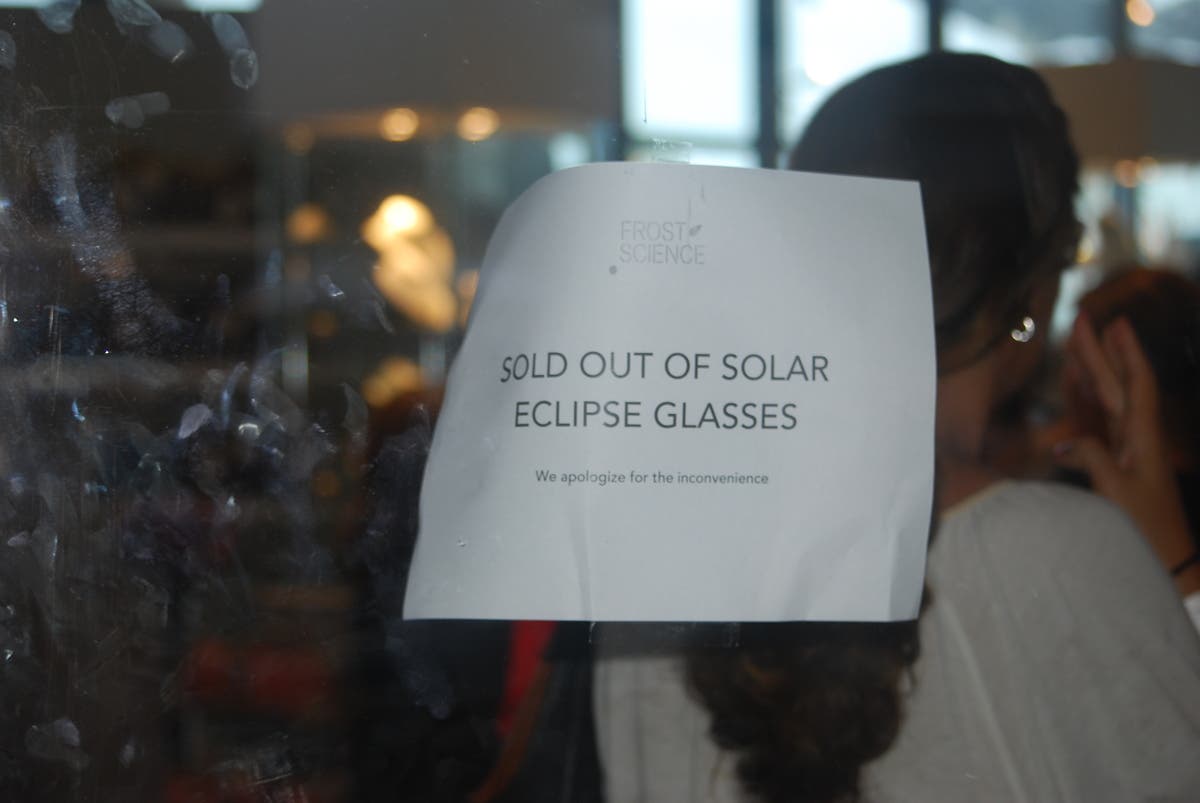 FROST
SCIENCE
SOLD OUT OF SOLAR
ECLIPSE GLASSES
We apologize for the inconvenience